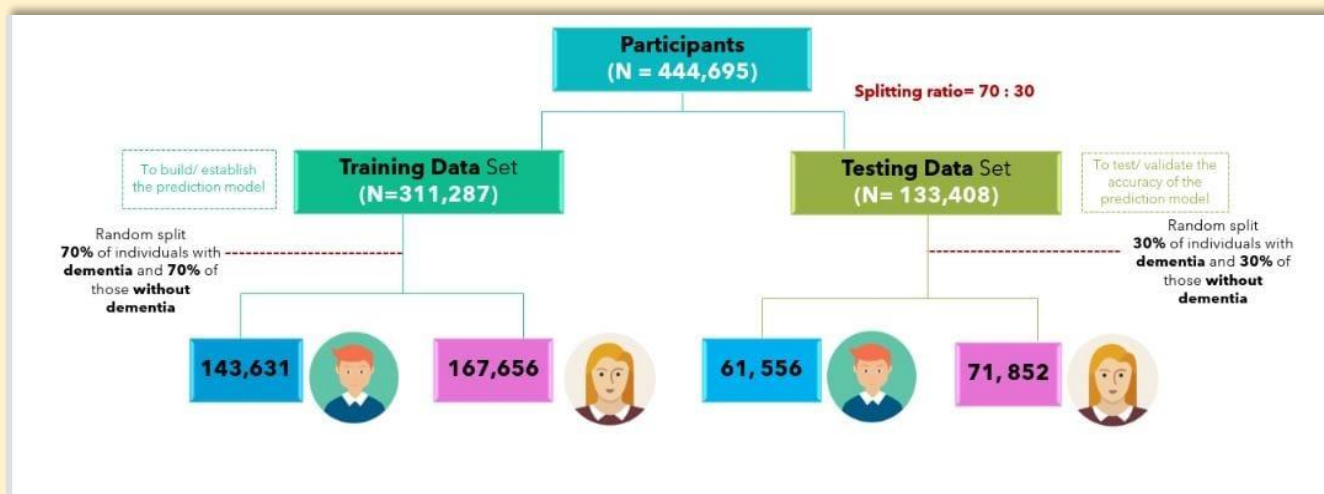 Participants
(N = 444,695)
Splitting ratio= 70 : 30
To build/ establish
the prediction model
Training Data Set
(N=311,287)
Testing Data Set
(N= 133,408)
To test/ validate the
accuracy of the
prediction model
Random split
70% of individuals with
dementia and 70% of
those without
dementia
Random split
30% of individuals with
dementia and 30% of
those without
dementia
143,631
167,656
61, 556
71, 852